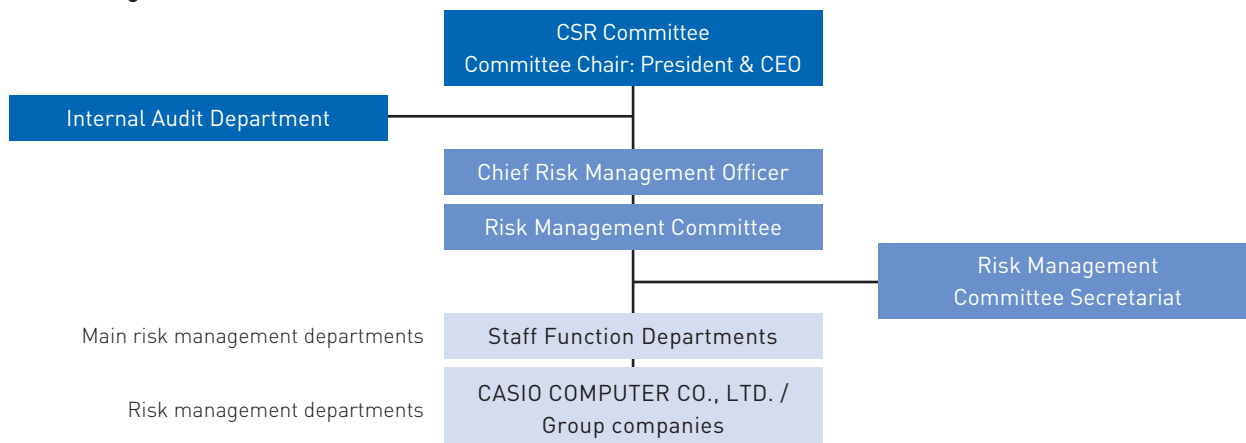 CSR Committee
Committee Chair: President & CEO
Internal Audit Department
Chief Risk Management Officer
Risk Management Committee
Risk Management
Committee Secretariat
Main risk management departments
Staff Function Departments
Risk management departments
CASIO COMPUTER CO., LTD. /
Group companies